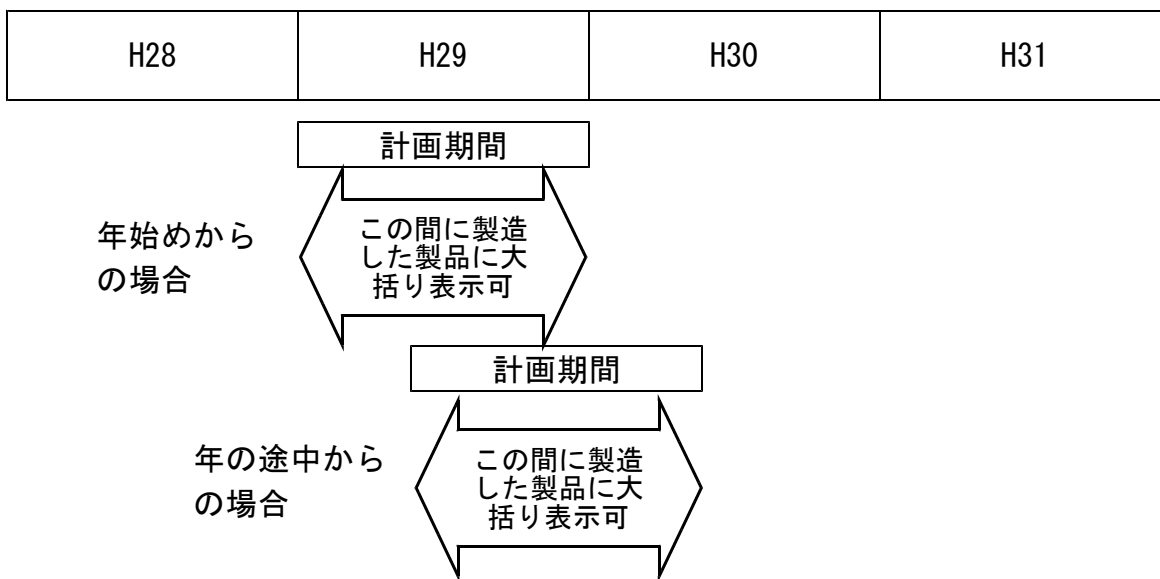 H28 H29 H30 H31
計画期間
年始めから
の場合
この間に製造
した製品に大
括り表示可
計画期間
年の途中から
の場合
この間に製造
した製品に大
括り表示可